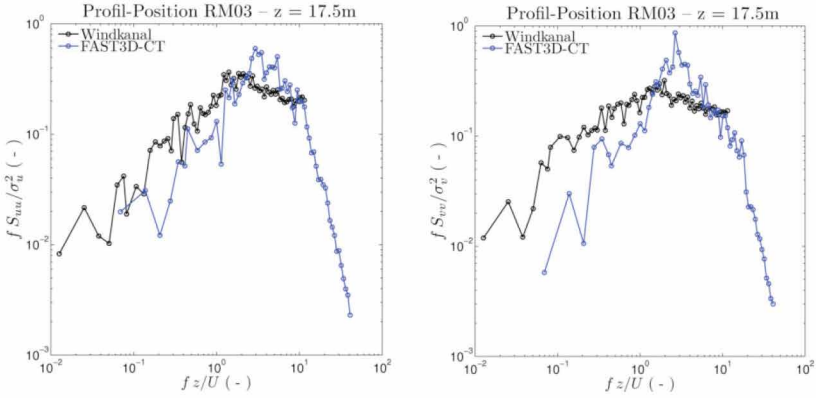 Profil-Position RM03 – z = 17.5m
Windkanal
FAST3D-CT
10^0
10^-1
10^-2
10^-3
f S_uu/σ_u^2 ( - )
10^-2 10^-1 10^0 10^1 10^2
f z/U ( - )
Profil-Position RM03 – z = 17.5m
Windkanal
FAST3D-CT
10^0
10^-1
10^-2
10^-3
f S_vv/σ_v^2 ( - )
10^-2 10^-1 10^0 10^1 10^2
f z/U ( - )